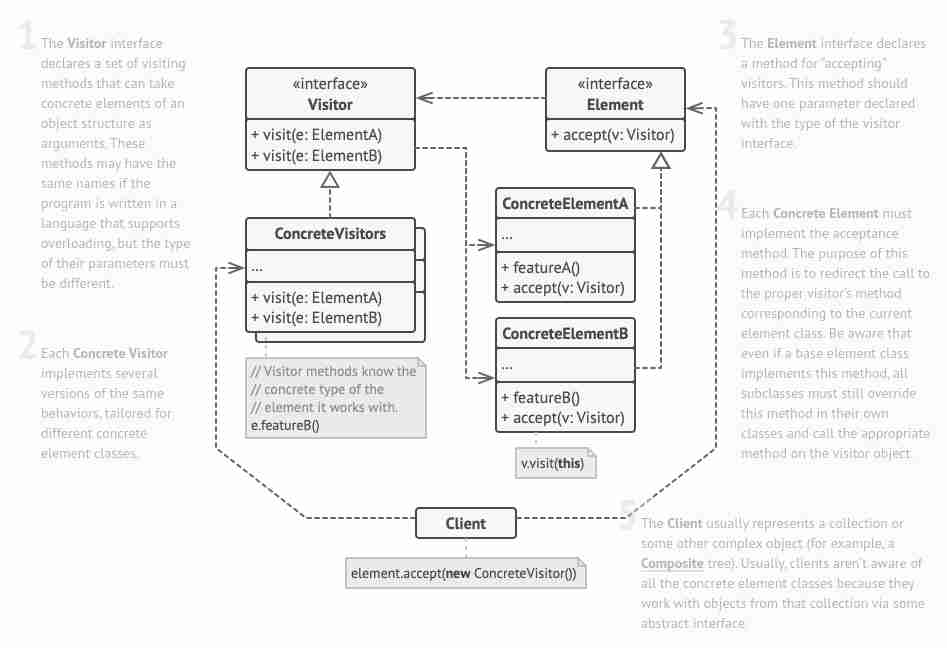 1
The Visitor interface
declares a set of visiting
methods that can take
concrete elements of an
object structure as
arguments. These
methods may have the
same names if the
program is written in a
language that supports
overloading, but the type
of their parameters must
be different.
2
Each Concrete Visitor
implements several
versions of the same
behaviors, tailored for
different concrete
element classes.
«interface»
Visitor
+ visit(e: ElementA)
+ visit(e: ElementB)
ConcreteVisitors
...
+ visit(e: ElementA)
+ visit(e: ElementB)
// Visitor methods know the
// concrete type of the
// element it works with.
e.featureB()
«interface»
Element
+ accept(v: Visitor)
ConcreteElementA
...
+ featureA()
+ accept(v: Visitor)
ConcreteElementB
...
+ featureB()
+ accept(v: Visitor)
v.visit(this)
Client
element.accept(new ConcreteVisitor())
3
The Element interface declares
a method for “accepting”
visitors. This method should
have one parameter declared
with the type of the visitor
interface.
4
Each Concrete Element must
implement the acceptance
method. The purpose of this
method is to redirect the call to
the proper visitor's method
corresponding to the current
element class. Be aware that
even if a base element class
implements this method, all
subclasses must still override
this method in their own
classes and call the appropriate
method on the visitor object.
5
The Client usually represents a collection or
some other complex object (for example, a
Composite tree). Usually, clients aren't aware of
all the concrete element classes because they
work with objects from that collection via some
abstract interface.